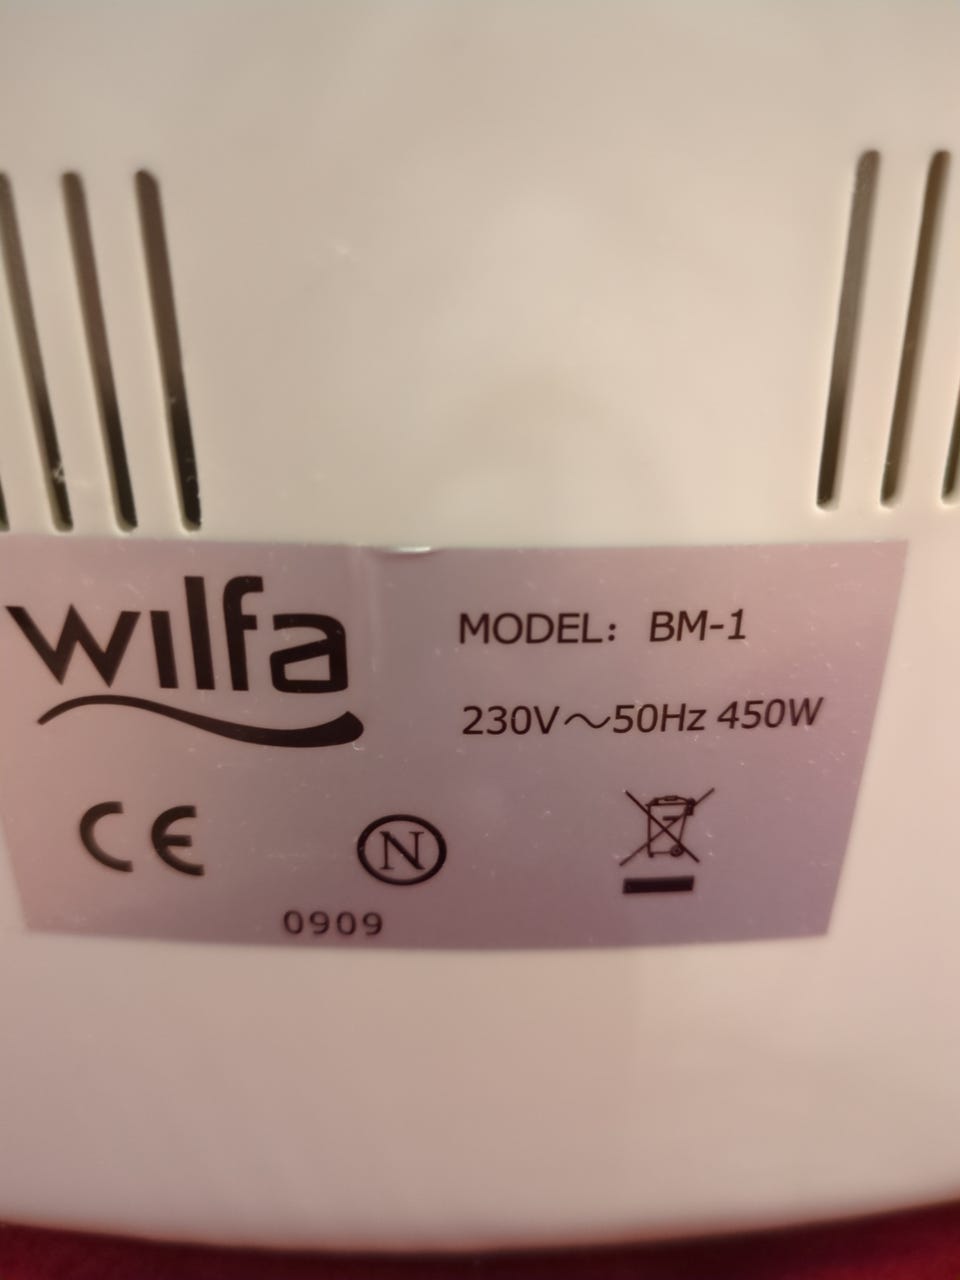 wilfa
MODEL: BM-1
230V～50Hz 450W
CE
N
0909